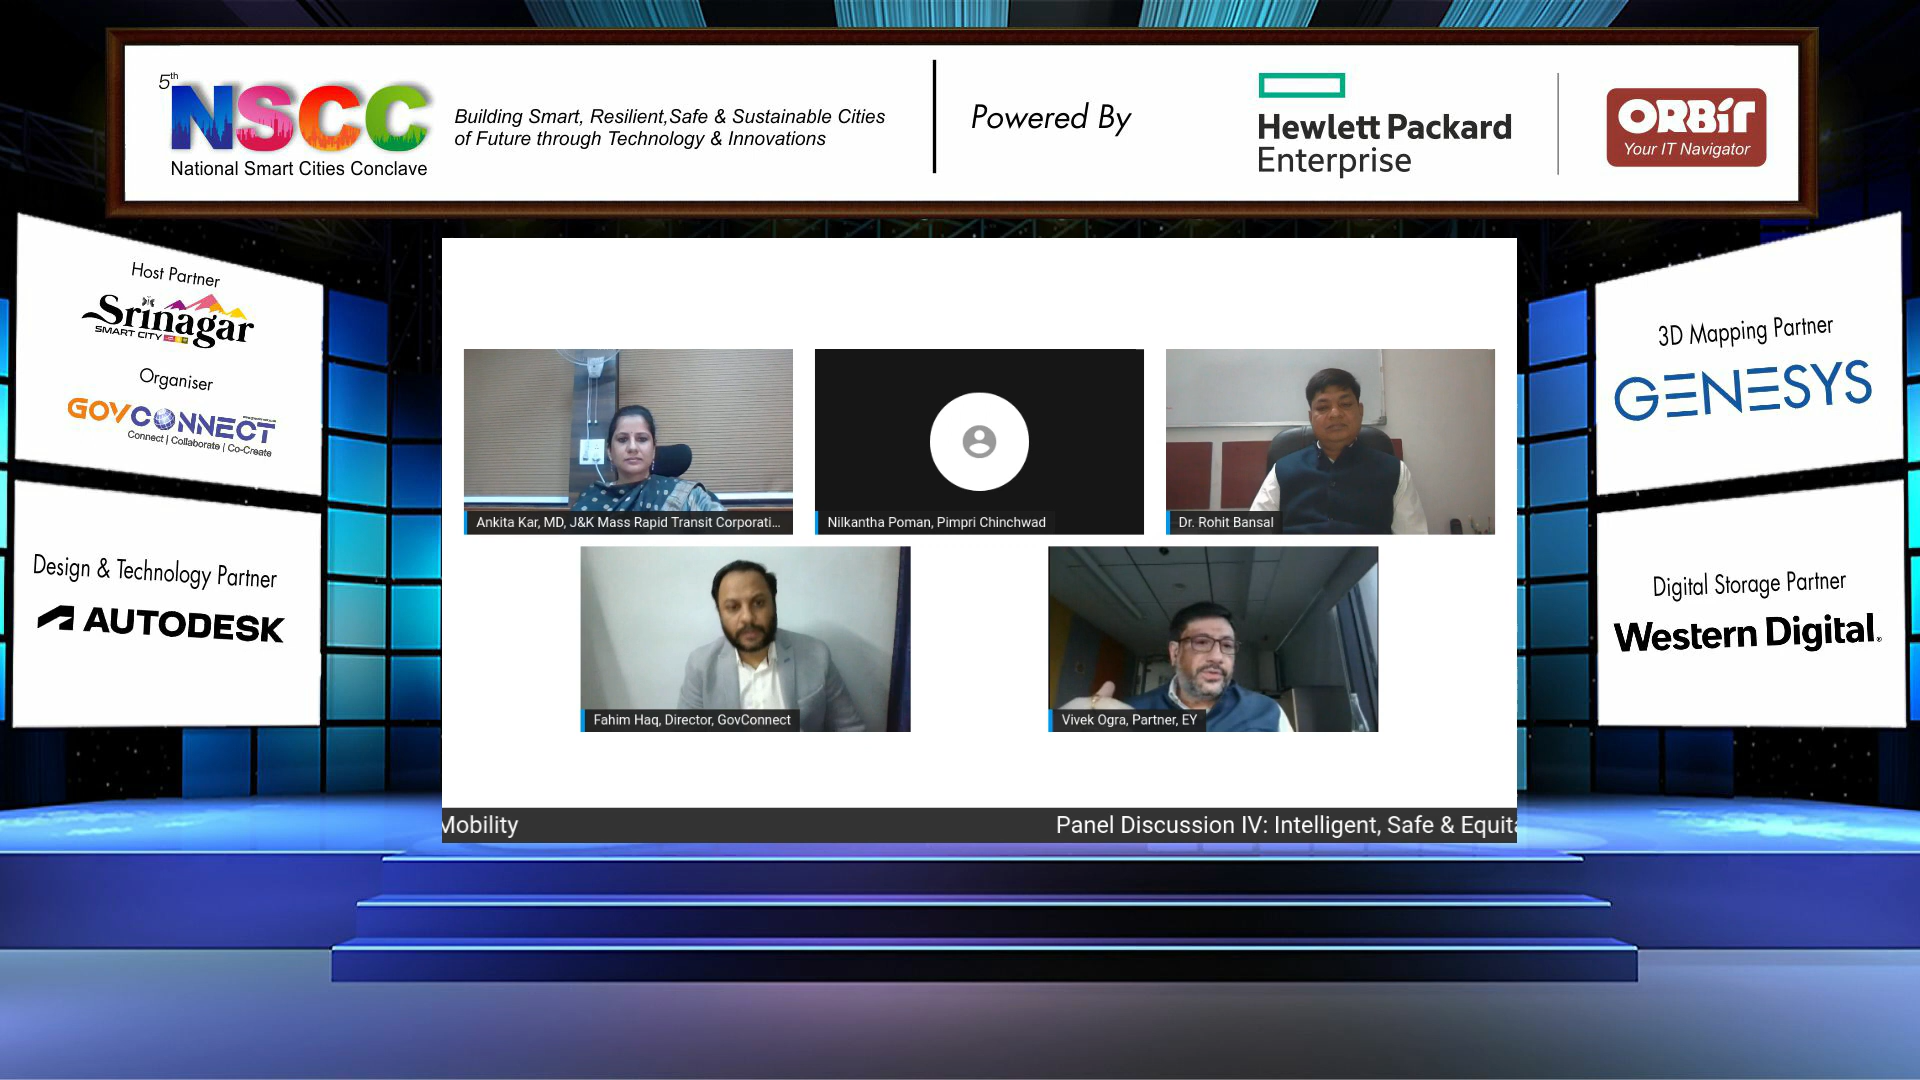 5th
NSCC
National Smart Cities Conclave
Building Smart, Resilient,Safe & Sustainable Cities
of Future through Technology & Innovations
Powered By
Hewlett Packard
Enterprise
ORBiT
Your IT Navigator
Host Partner
Srinagar
SMART CITY
Organiser
GOVCONNECT
Connect | Collaborate | Co-Create
Design & Technology Partner
AUTODESK
3D Mapping Partner
GENESYS
Digital Storage Partner
Western Digital®
Ankita Kar, MD, J&K Mass Rapid Transit Corporati...
Nilkantha Poman, Pimpri Chinchwad
Dr. Rohit Bansal
Fahim Haq, Director, GovConnect
Vivek Ogra, Partner, EY
Mobility
Panel Discussion IV: Intelligent, Safe & Equita